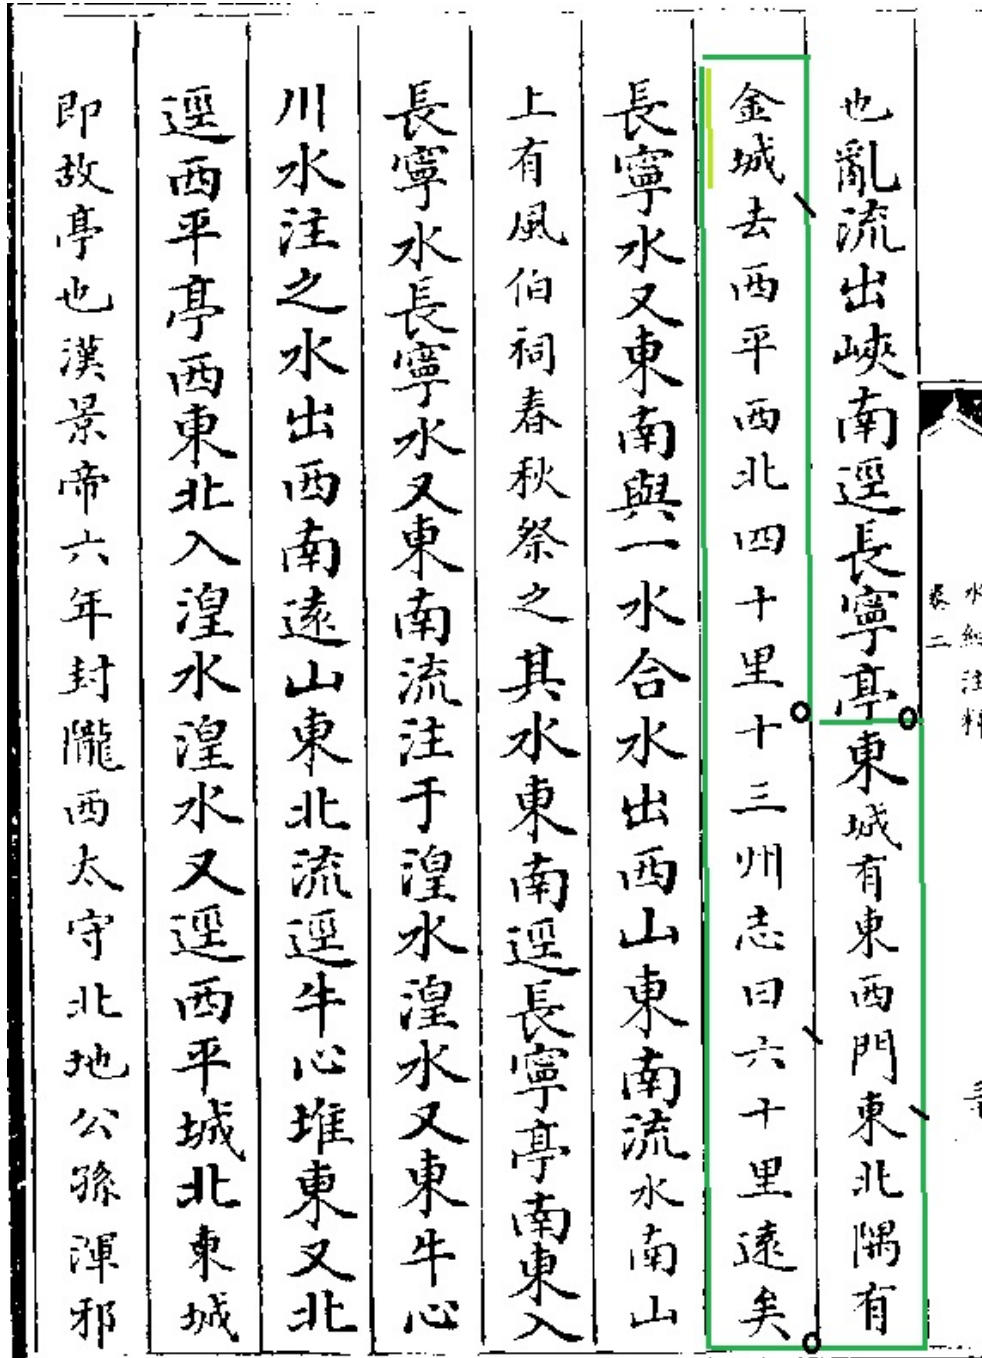 也亂流出峽南逕長寧亭東城有東西門東北隅有
金城去西平西北四十里十三州志曰六十里遠矣
長寧水又東南與一水合水出西山東南流水南山
上有風伯祠春秋祭之其水東南逕長寧亭南東入
長寧水長寧水又東南流注于湟水湟水又東牛心
川水注之水出西南遠山東北流逕牛心堆東又北
逕西平亭西東北入湟水湟水又逕西平城北東城
即故亭也漢景帝六年封隴西太守北地公孫渾邪